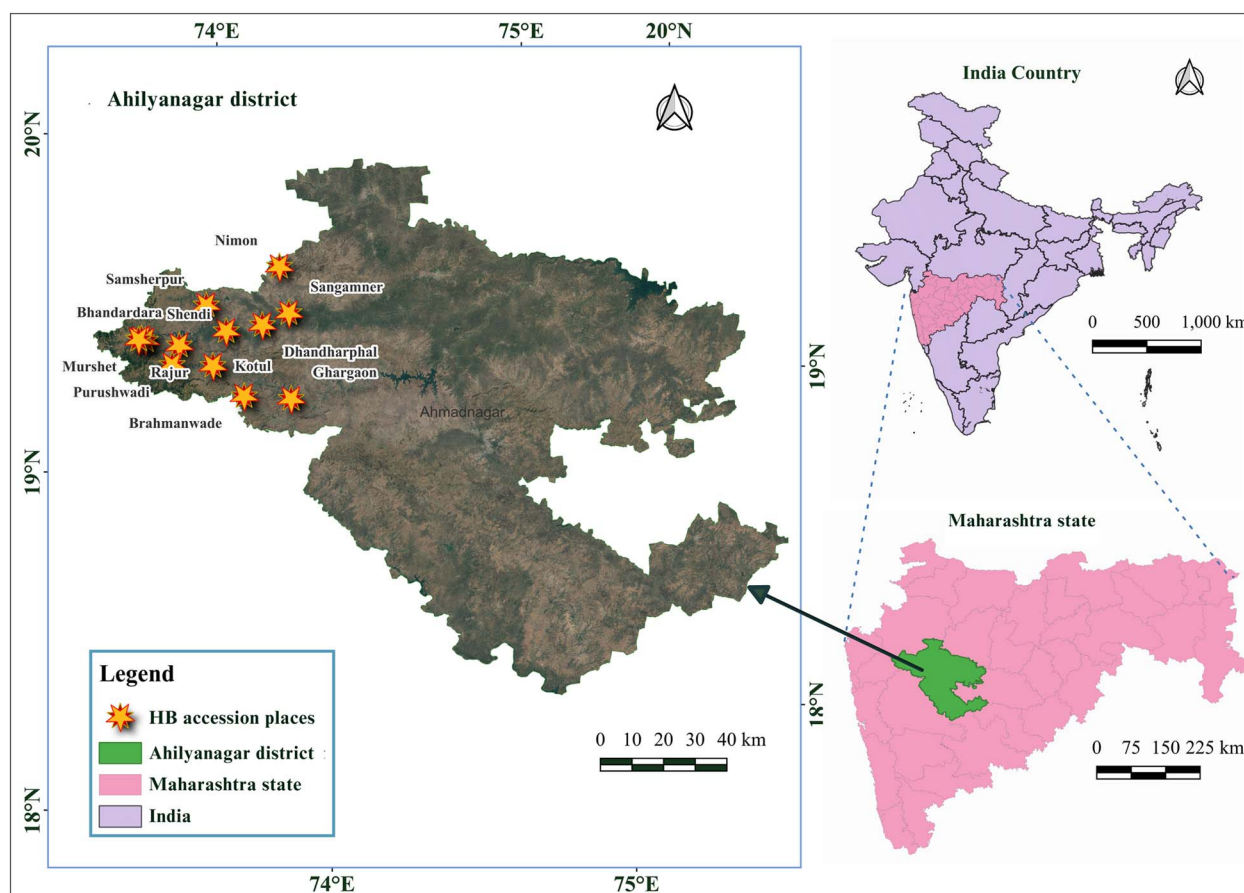 74°E
75°E
20°N
Ahilyanagar district
20°N
19°N
18°N
Nimon
Samsherpur
Sangamner
Bhandardara
Shendi
Murshet
Rajur
Kotul
Dhandharphal
Ghargaon
Purushwadi
Brahmanwade
Ahmadnagar
Legend
HB accession places
Ahilyanagar district :
Maharashtra state
India
0 10 20 30 40 km
19°N
18°N
74°E
75°E
India Country
0 500 1,000 km
Maharashtra state
0 75 150 225 km